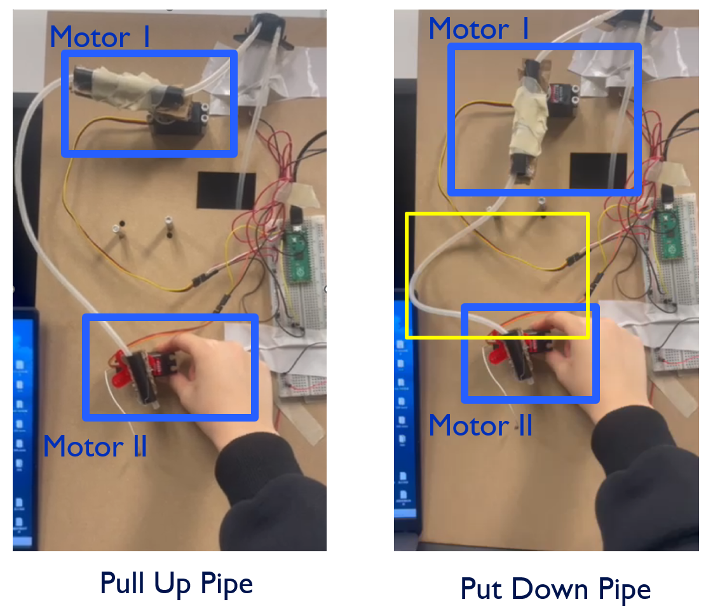 Motor I
Motor II
Pull Up Pipe
Motor I
Motor II
Put Down Pipe